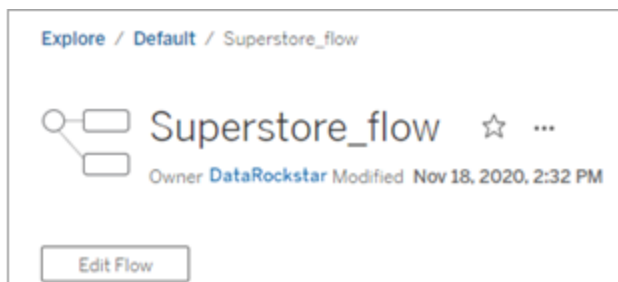 Explore / Default / Superstore_flow
Superstore_flow ☆ ···
Owner DataRockstar Modified Nov 18, 2020, 2:32 PM
Edit Flow